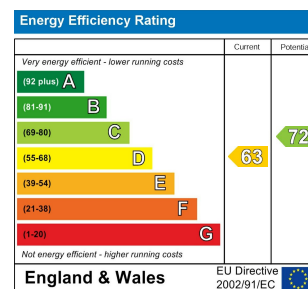 Energy Efficiency Rating
Current Potentia
Very energy efficient - lower running costs
(92 plus) A
(81-91) B
(69-80) C
(55-68) D
(39-54) E
(21-38) F
(1-20) G
63
72
Not energy efficient - higher running costs
England & Wales
EU Directive
2002/91/EC